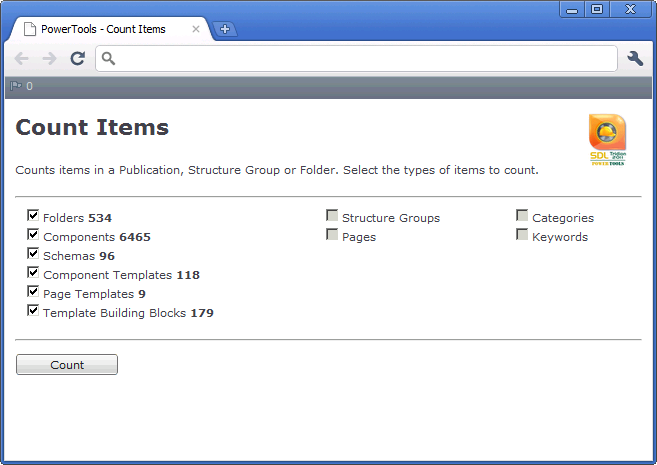 PowerTools - Count Items
0
Count Items
SDL Tridion
2011
POWER TOOLS
Counts items in a Publication, Structure Group or Folder. Select the types of items to count.
Folders 534 Structure Groups Categories
Components 6465 Pages Keywords
Schemas 96
Component Templates 118
Page Templates 9
Template Building Blocks 179
Count